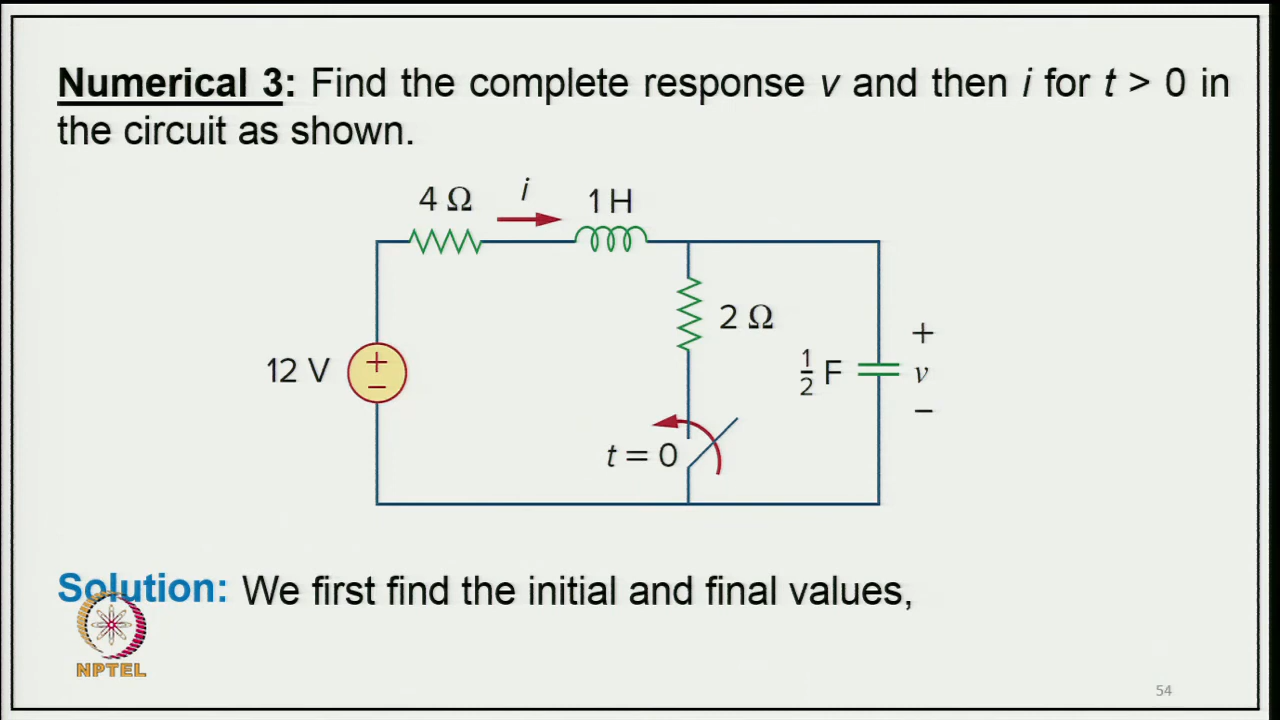 Numerical 3: Find the complete response v and then i for t > 0 in
the circuit as shown.
4 Ω
i
1 H
2 Ω
12 V
+
−
1/2 F
+
v
−
t = 0
Solution: We first find the initial and final values,
NPTEL
54